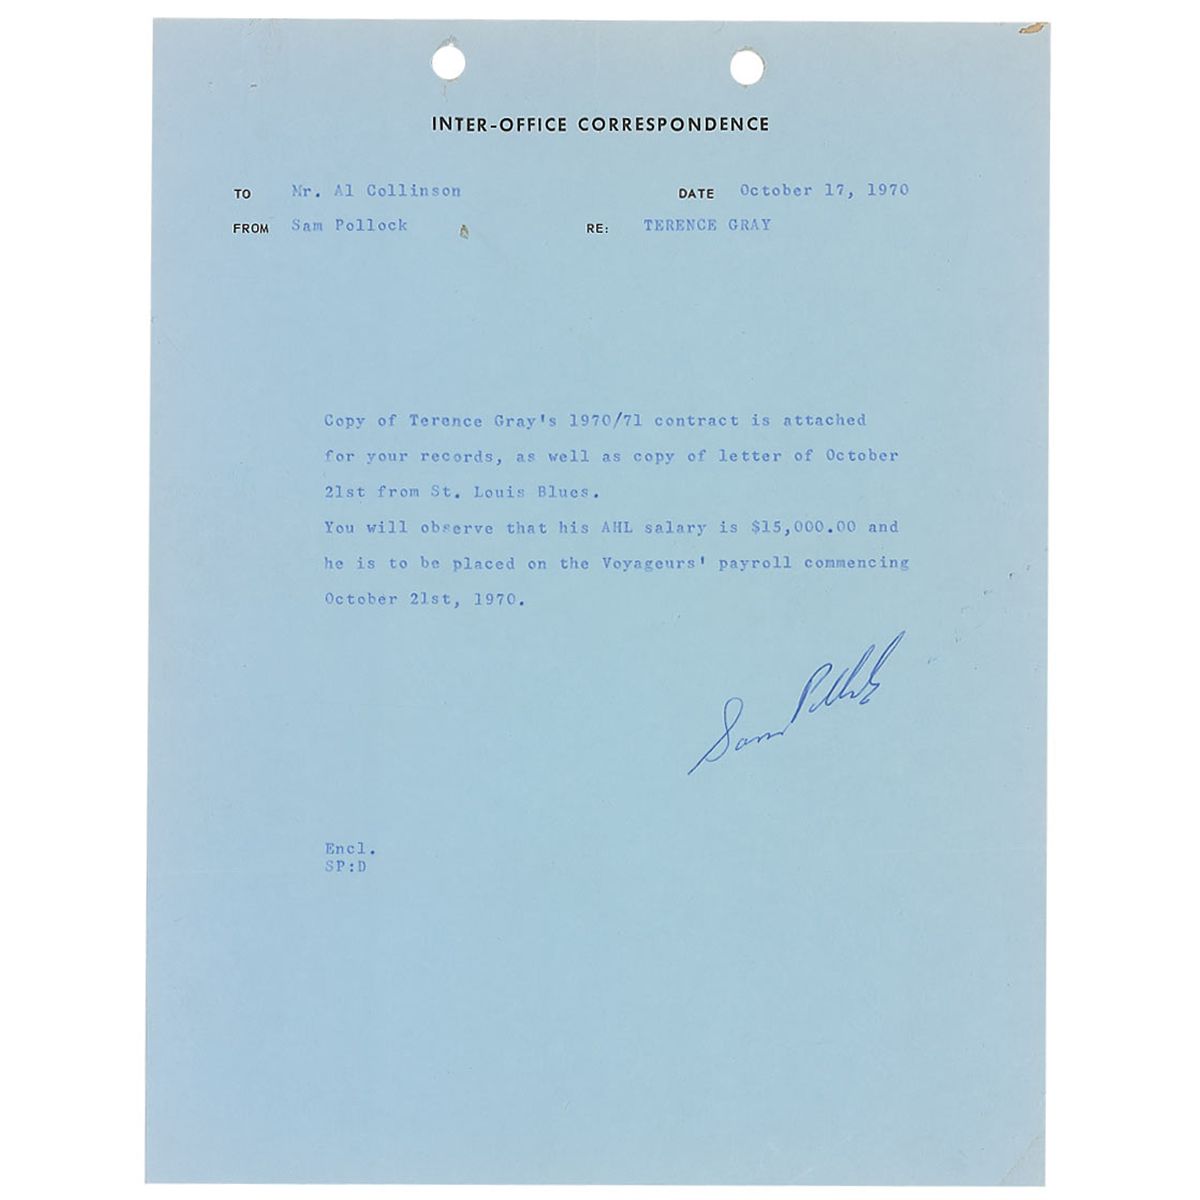 INTER-OFFICE CORRESPONDENCE
TO Mr. Al Collinson DATE October 17, 1970
FROM Sam Pollock RE: TERENCE GRAY
Copy of Terence Gray's 1970/71 contract is attached
for your records, as well as copy of letter of October
21st from St. Louis Blues.
You will observe that his AHL salary is $15,000.00 and
he is to be placed on the Voyageurs' payroll commencing
October 21st, 1970.
Sam Pollock
Encl.
SP:D